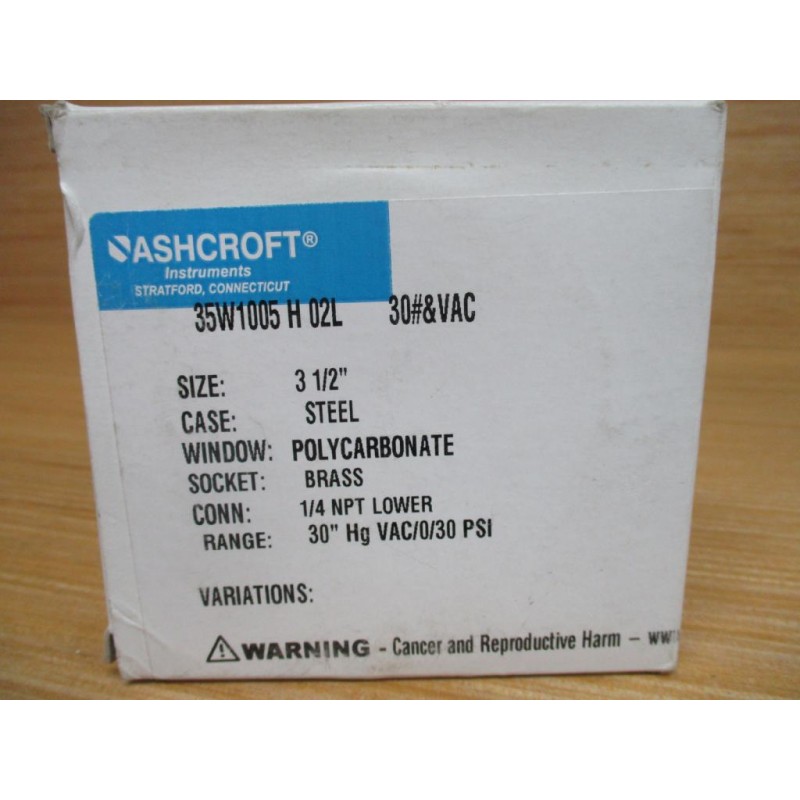 ASHCROFT®
Instruments
STRATFORD, CONNECTICUT
35W1005 H 02L 30#&VAC
SIZE: 3 1/2"
CASE: STEEL
WINDOW: POLYCARBONATE
SOCKET: BRASS
CONN: 1/4 NPT LOWER
RANGE: 30" Hg VAC/0/30 PSI
VARIATIONS:
WARNING - Cancer and Reproductive Harm –